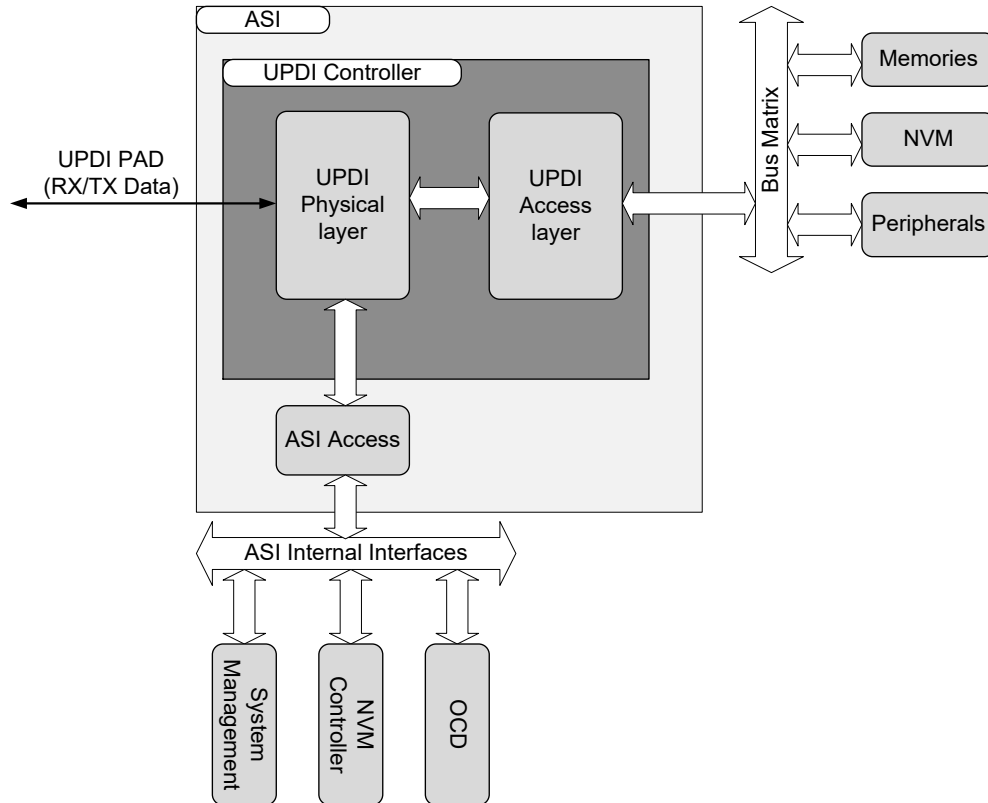 ASI
UPDI Controller
UPDI PAD
(RX/TX Data)
UPDI
Physical
layer
UPDI
Access
layer
Bus Matrix
Memories
NVM
Peripherals
ASI Access
ASI Internal Interfaces
System
Management
NVM
Controller
OCD